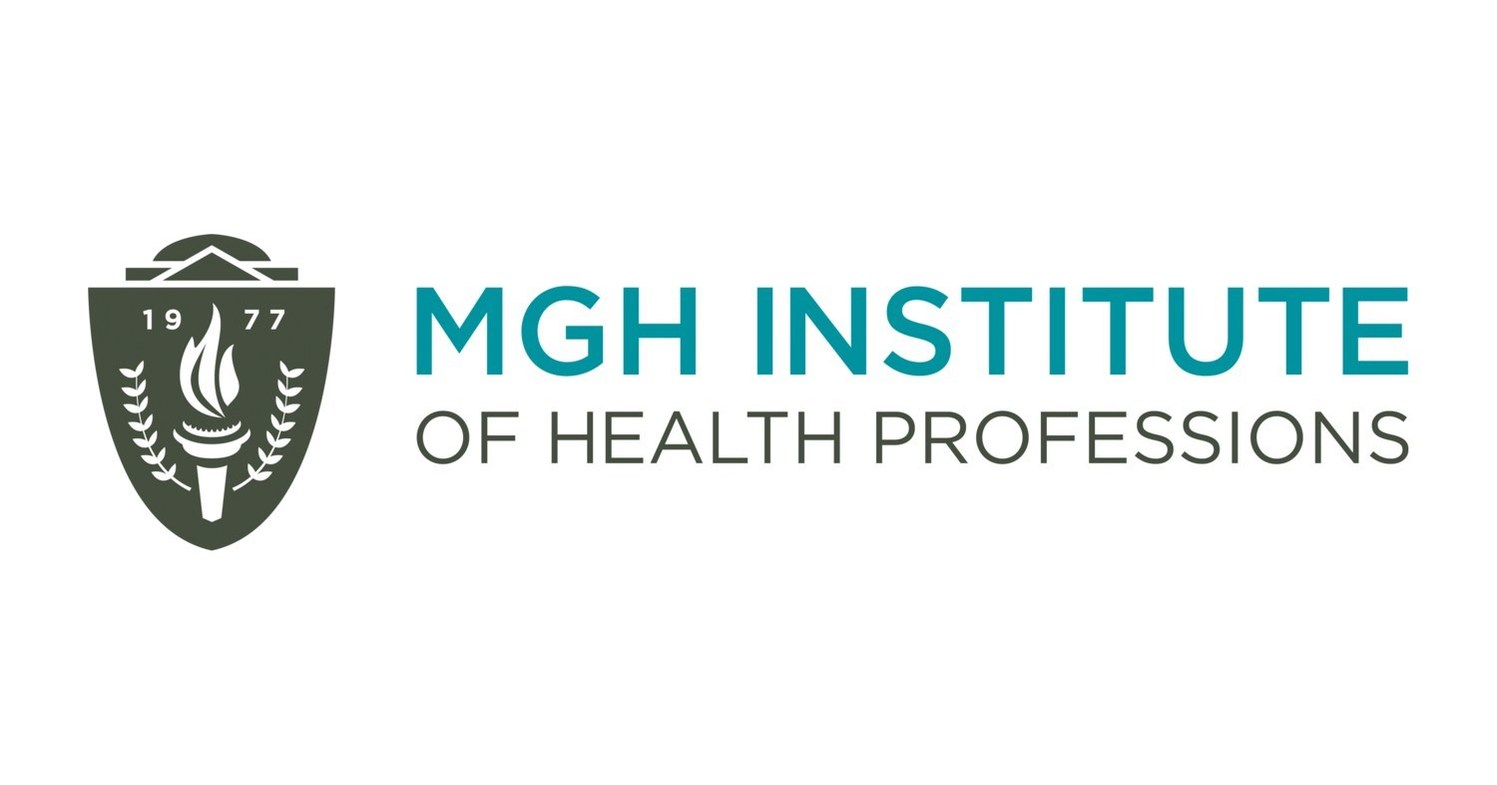 19 77
MGH INSTITUTE
OF HEALTH PROFESSIONS